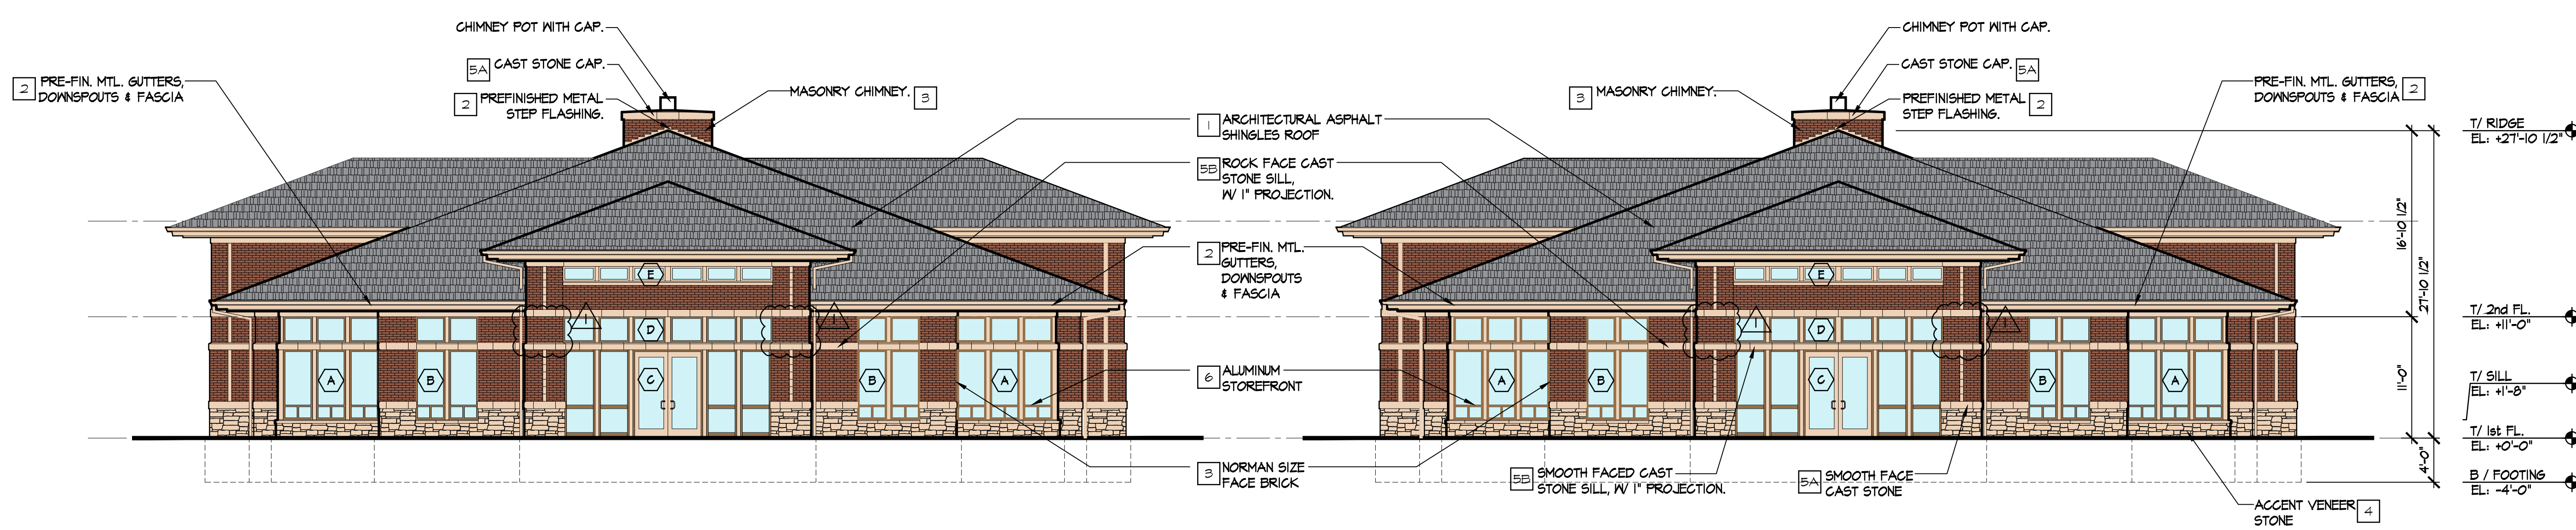 CHIMNEY POT WITH CAP.
5A CAST STONE CAP.
2 PRE-FIN. MTL. GUTTERS,
DOWNSPOUTS & FASCIA
2 PREFINISHED METAL
STEP FLASHING.
MASONRY CHIMNEY. 3
E
1
1
D
A
B
C
B
A
1 ARCHITECTURAL ASPHALT
SHINGLES ROOF
5B ROCK FACE CAST
STONE SILL,
W/ 1" PROJECTION.
2 PRE-FIN. MTL.
GUTTERS,
DOWNSPOUTS
& FASCIA
6 ALUMINUM
STOREFRONT
3 NORMAN SIZE
FACE BRICK
CHIMNEY POT WITH CAP.
CAST STONE CAP. 5A
3 MASONRY CHIMNEY.
PREFINISHED METAL 2
STEP FLASHING.
PRE-FIN. MTL. GUTTERS,
DOWNSPOUTS & FASCIA 2
E
1
1
D
A
B
C
B
A
5B SMOOTH FACED CAST
STONE SILL, W/ 1" PROJECTION.
5A SMOOTH FACE
CAST STONE
ACCENT VENEER 4
STONE
16'-10 1/2"
27'-10 1/2"
11'-0"
4'-0"
T/ RIDGE
EL: +27'-10 1/2"
T/ 2nd FL.
EL: +11'-0"
T/ SILL
EL: +1'-8"
T/ 1st FL.
EL: +0'-0"
B / FOOTING
EL: -4'-0"